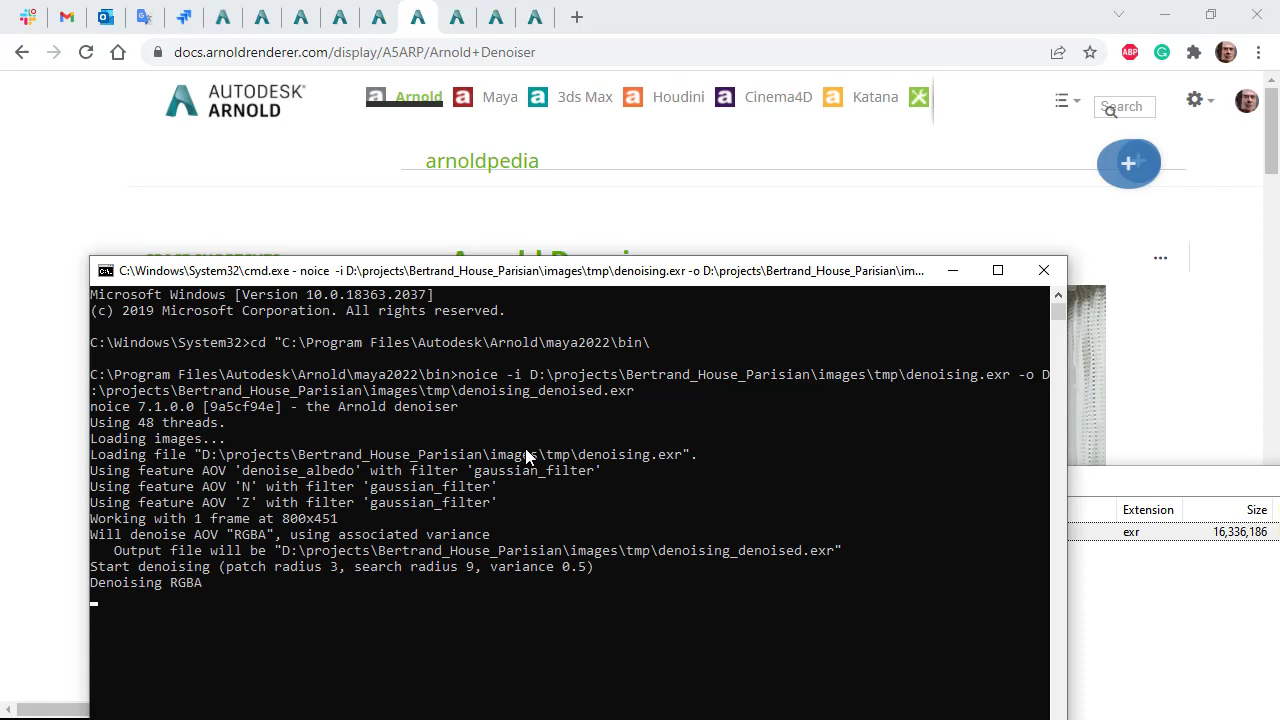 docs.arnoldrenderer.com/display/A5ARP/Arnold+Denoiser
ABP
AUTODESK
ARNOLD
Arnold
Maya
3ds Max
Houdini
Cinema4D
Katana
Search
arnoldpedia
C:\Windows\System32\cmd.exe - noice  -i D:\projects\Bertrand_House_Parisian\images\tmp\denoising.exr -o D:\projects\Bertrand_House_Parisian\im...
Microsoft Windows [Version 10.0.18363.2037]
(c) 2019 Microsoft Corporation. All rights reserved.
C:\Windows\System32>cd "C:\Program Files\Autodesk\Arnold\maya2022\bin\
C:\Program Files\Autodesk\Arnold\maya2022\bin>noice -i D:\projects\Bertrand_House_Parisian\images\tmp\denoising.exr -o D
:\projects\Bertrand_House_Parisian\images\tmp\denoising_denoised.exr
noice 7.1.0.0 [9a5cf94e] - the Arnold denoiser
Using 48 threads.
Loading images...
Loading file "D:\projects\Bertrand_House_Parisian\images\tmp\denoising.exr".
Using feature AOV 'denoise_albedo' with filter 'gaussian_filter'
Using feature AOV 'N' with filter 'gaussian_filter'
Using feature AOV 'Z' with filter 'gaussian_filter'
Working with 1 frame at 800x451
Will denoise AOV "RGBA", using associated variance
Output file will be "D:\projects\Bertrand_House_Parisian\images\tmp\denoising_denoised.exr"
Start denoising (patch radius 3, search radius 9, variance 0.5)
Denoising RGBA
Extension
Size
exr
16,336,186